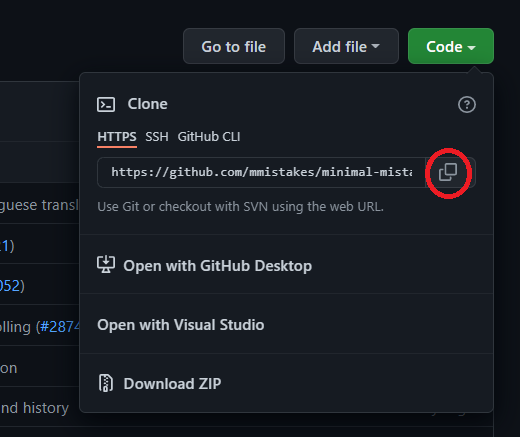 Go to file Add file Code
Clone
HTTPS SSH GitHub CLI
https://github.com/mmistakes/minimal-mista
Use Git or checkout with SVN using the web URL.
guese transl
21)
Open with GitHub Desktop
052)
Open with Visual Studio
olling (#2874
on
Download ZIP
nd history